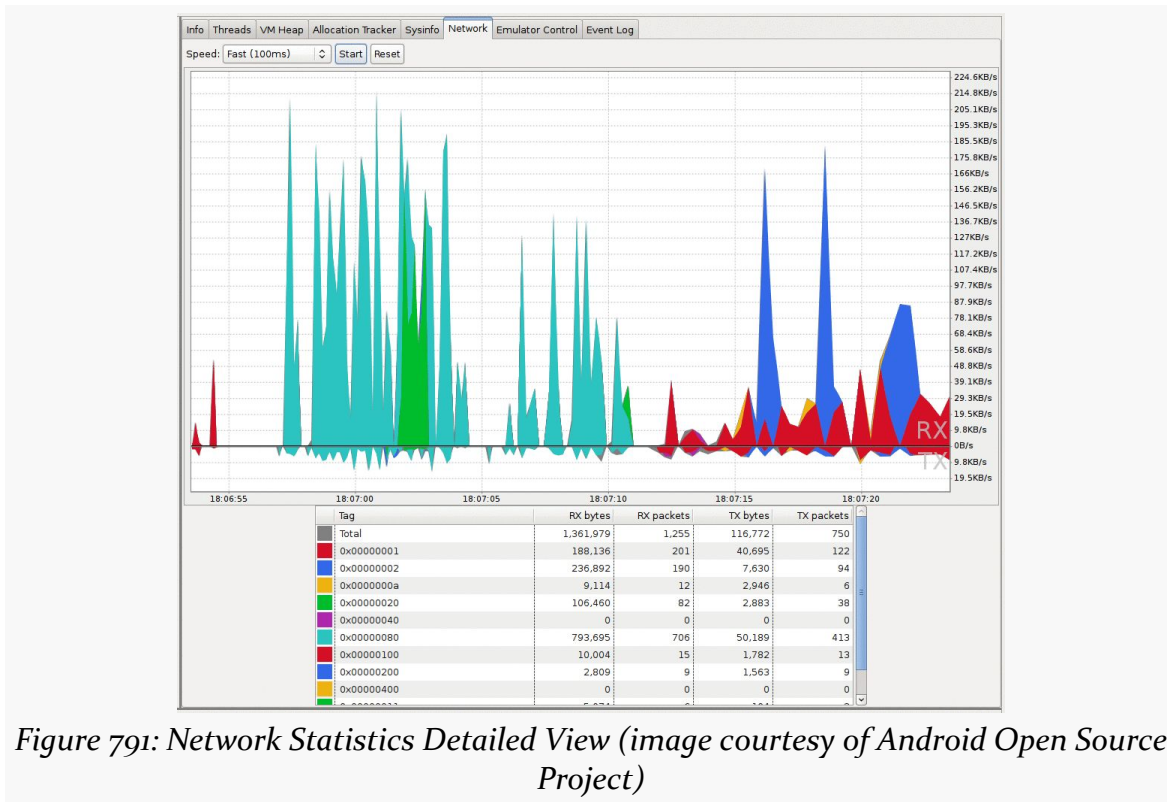 Info Threads VM Heap Allocation Tracker Sysinfo Network Emulator Control Event Log
Speed: Fast (100ms) Start Reset
224.6KB/s
214.8KB/s
205.1KB/s
195.3KB/s
185.5KB/s
175.8KB/s
166KB/s
156.2KB/s
146.5KB/s
136.7KB/s
127KB/s
117.2KB/s
107.4KB/s
97.7KB/s
87.9KB/s
78.1KB/s
68.4KB/s
58.6KB/s
48.8KB/s
39.1KB/s
29.3KB/s
19.5KB/s
9.8KB/s
RX
0B/s
TX
9.8KB/s
19.5KB/s
18:06:55 18:07:00 18:07:05 18:07:10 18:07:15 18:07:20
Tag RX bytes RX packets TX bytes TX packets
Total 1,361,979 1,255 116,772 750
0x00000001 188,136 201 40,695 122
0x00000002 236,892 190 7,630 94
0x0000000a 9,114 12 2,946 6
0x00000020 106,460 82 2,883 38
0x00000040 0 0 0 0
0x00000080 793,695 706 50,189 413
0x00000100 10,004 15 1,782 13
0x00000200 2,809 9 1,563 9
0x00000400 0 0 0 0
Figure 791: Network Statistics Detailed View (image courtesy of Android Open Source
Project)